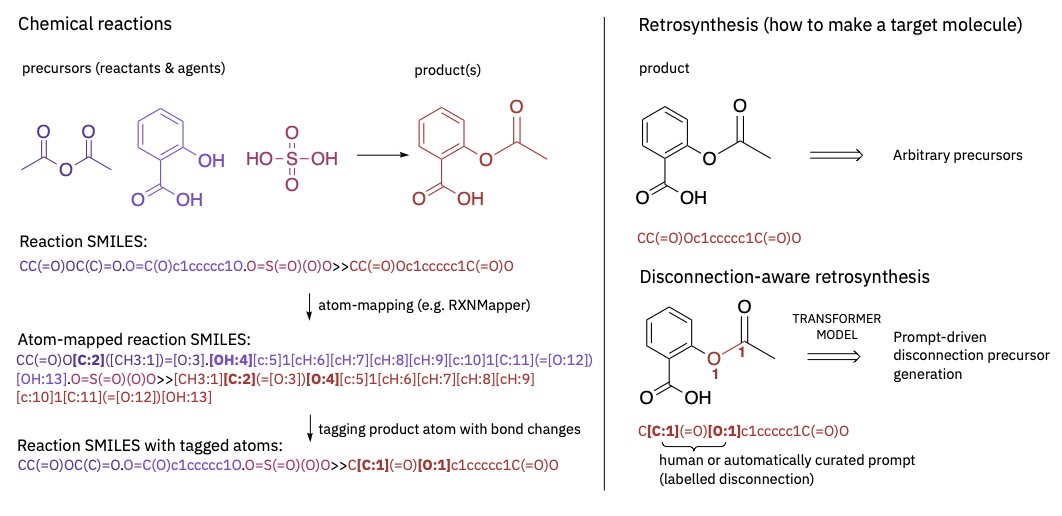 Chemical reactions
precursors (reactants & agents)
product(s)
O O
O
OH
O OH
O
HO S OH
O
O
O
O OH
Reaction SMILES:
CC(=O)OC(C)=O.O=C(O)c1ccccc1O.O=S(=O)(O)O>>CC(=O)Oc1ccccc1C(=O)O
atom-mapping (e.g. RXNMapper)
Atom-mapped reaction SMILES:
CC(=O)O[C:2]([CH3:1])=[O:3].[OH:4][c:5]1[cH:6][cH:7][cH:8][cH:9][c:10]1[C:11](=[O:12])
[OH:13].O=S(=O)(O)O>>[CH3:1][C:2](=[O:3])[O:4][c:5]1[cH:6][cH:7][cH:8][cH:9]
[c:10]1[C:11](=[O:12])[OH:13]
tagging product atom with bond changes
Reaction SMILES with tagged atoms:
CC(=O)OC(C)=O.O=C(O)c1ccccc1O.O=S(=O)(O)O>>C[C:1](=O)[O:1]c1ccccc1C(=O)O
Retrosynthesis (how to make a target molecule)
product
O
O
O OH
Arbitrary precursors
CC(=O)Oc1ccccc1C(=O)O
Disconnection-aware retrosynthesis
O
O 1
1
O OH
TRANSFORMER
MODEL
Prompt-driven
disconnection precursor
generation
C[C:1](=O)[O:1]c1ccccc1C(=O)O
human or automatically curated prompt
(labelled disconnection)